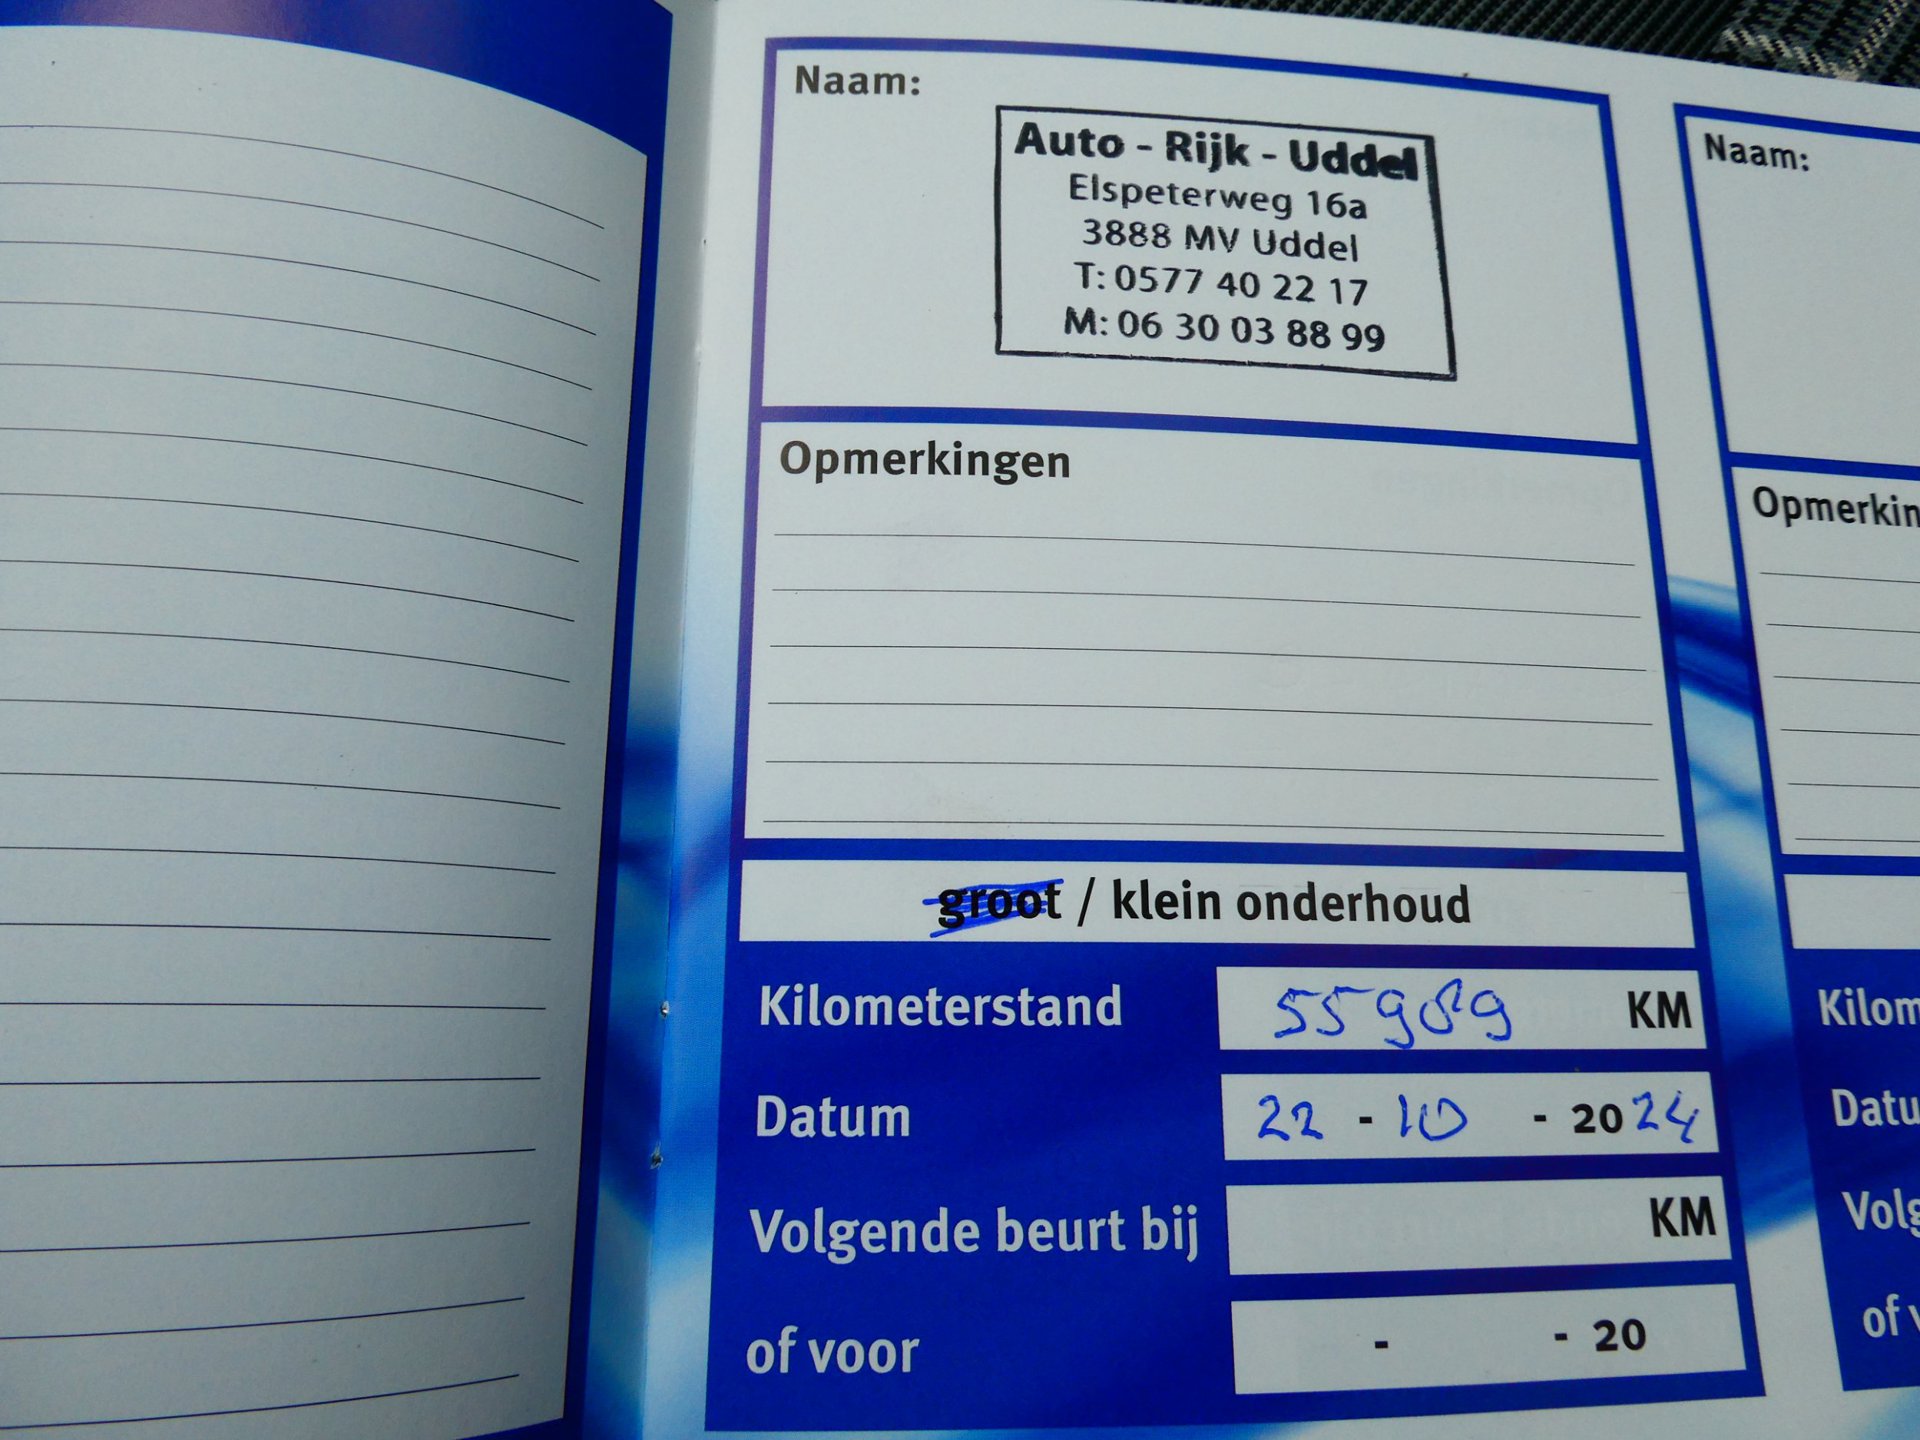 Naam:
Auto - Rijk - Uddel
Elspeterweg 16a
3888 MV Uddel
T: 0577 40 22 17
M: 06 30 03 88 99
Opmerkingen
groot / klein onderhoud
Kilometerstand 55989 KM
Datum 22 - 10 - 2024
Volgende beurt bij KM
of voor - - 20
Naam:
Opmerkin
Kilom
Datu
Volg
of v